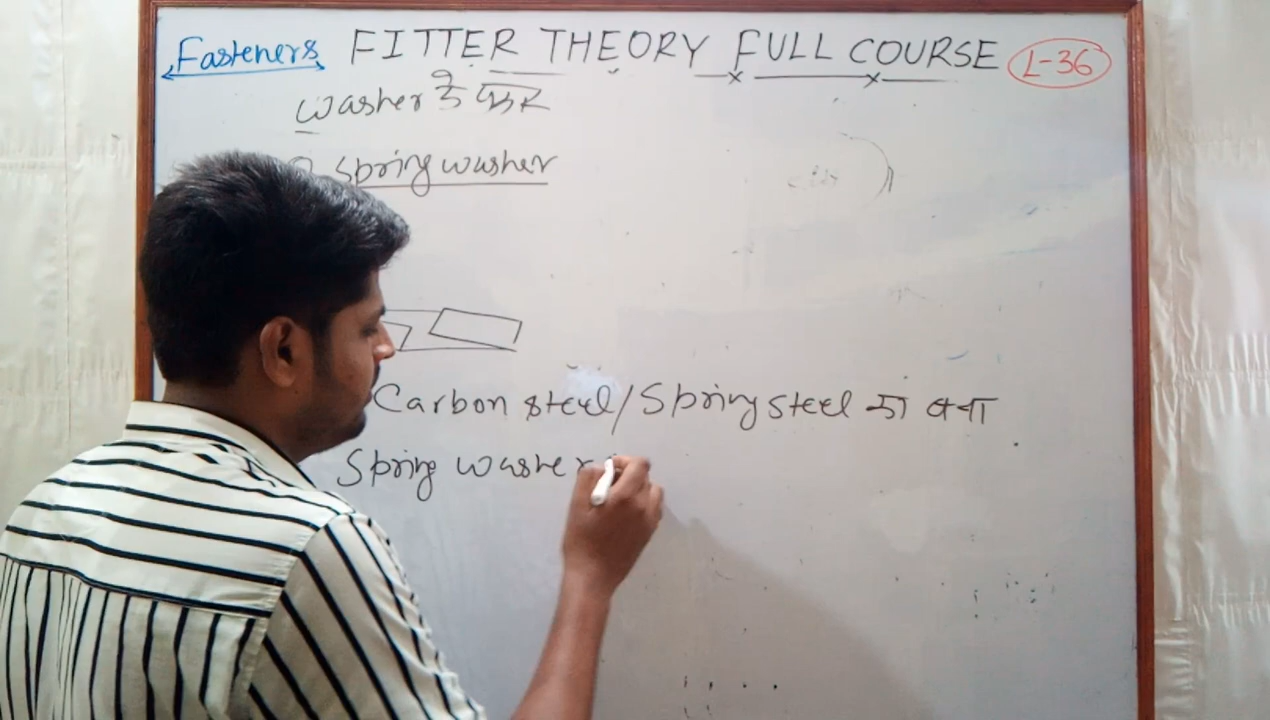 Fasteners FITTER THEORY FULL COURSE L-36
washer के प्रकार
Spring washer
Carbon steel/Spring steel का बना
Spring washer